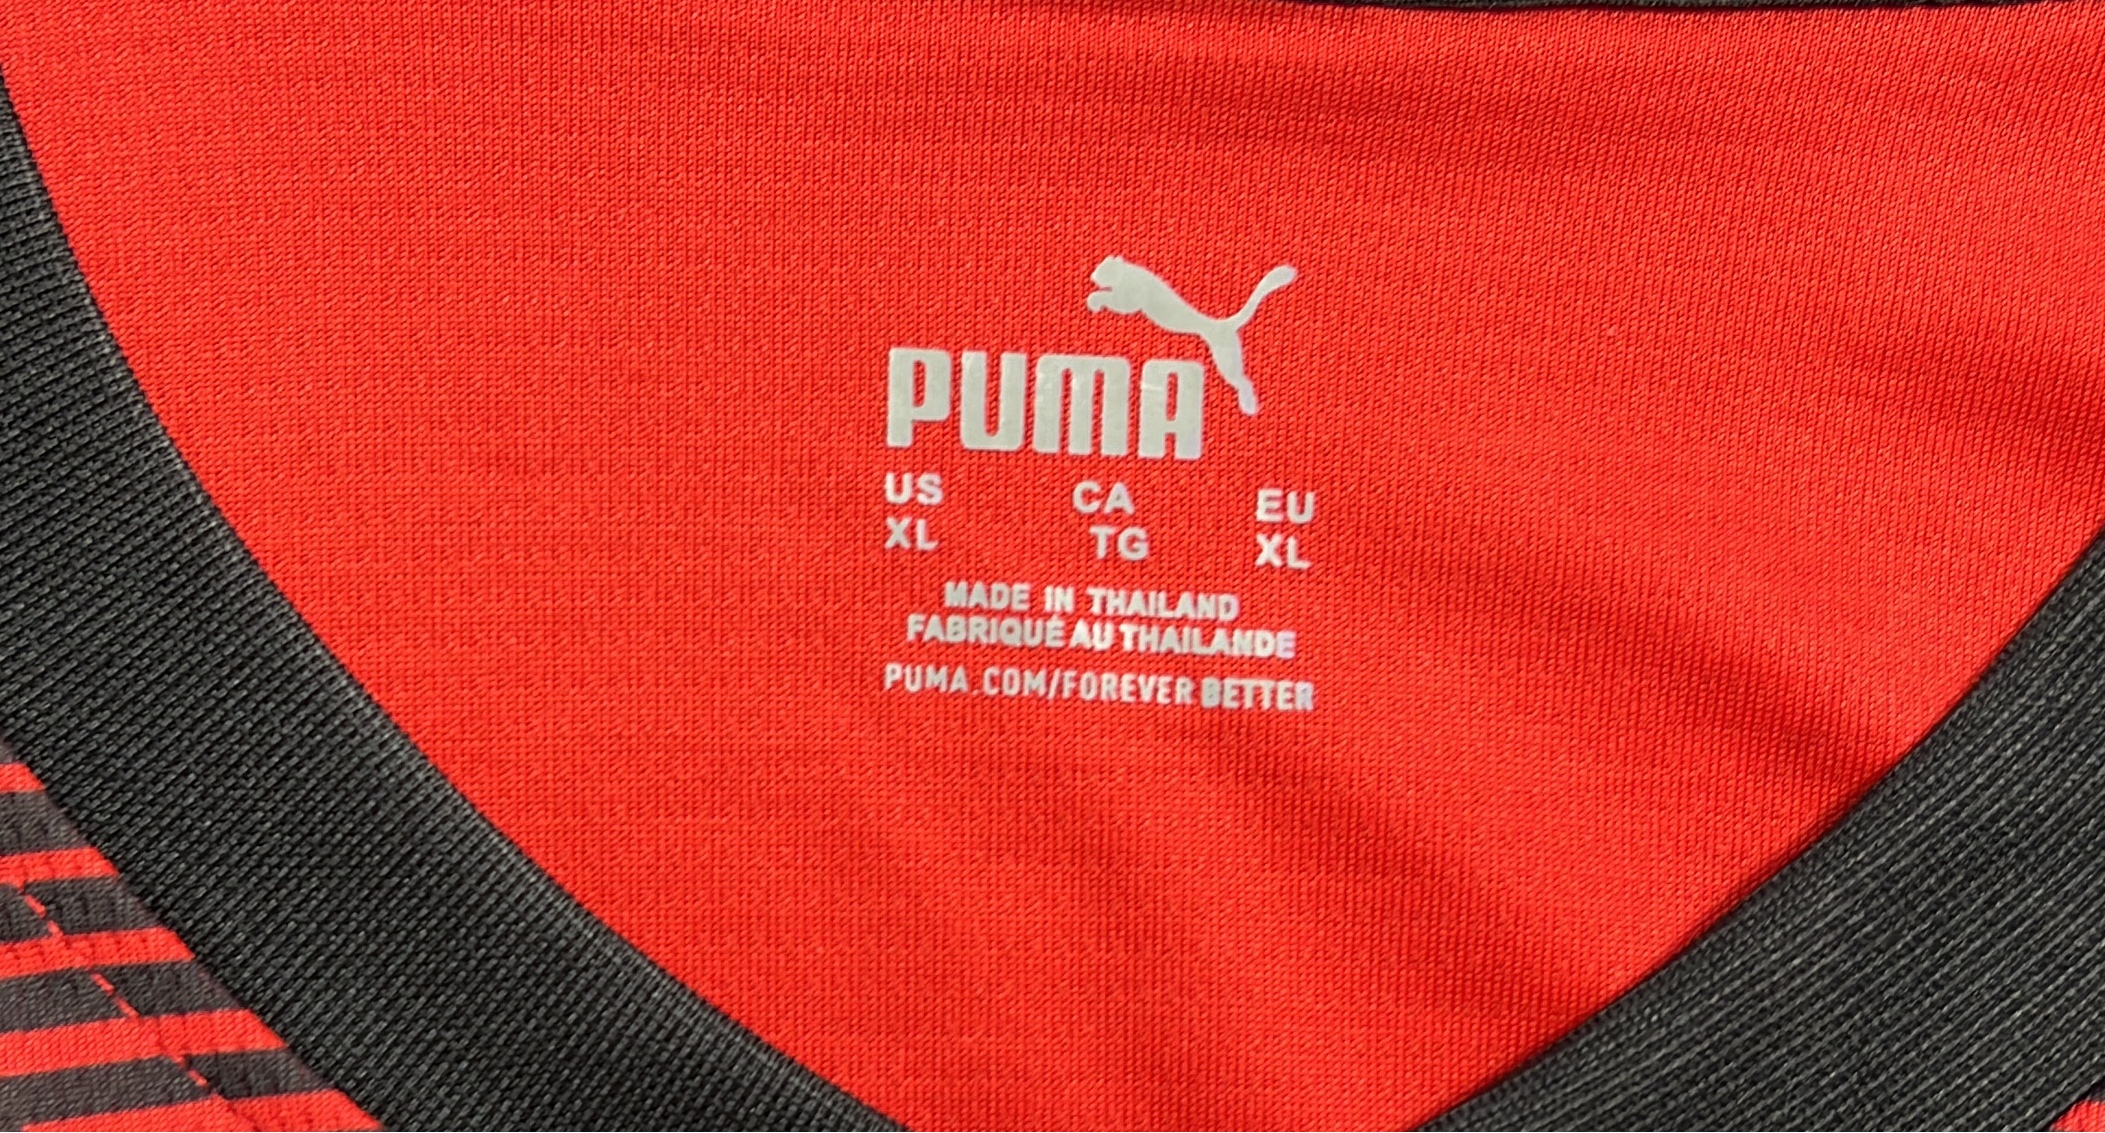 PUMA
US CA EU
XL TG XL
MADE IN THAILAND
FABRIQUÉ AU THAILANDE
PUMA.COM/FOREVER BETTER